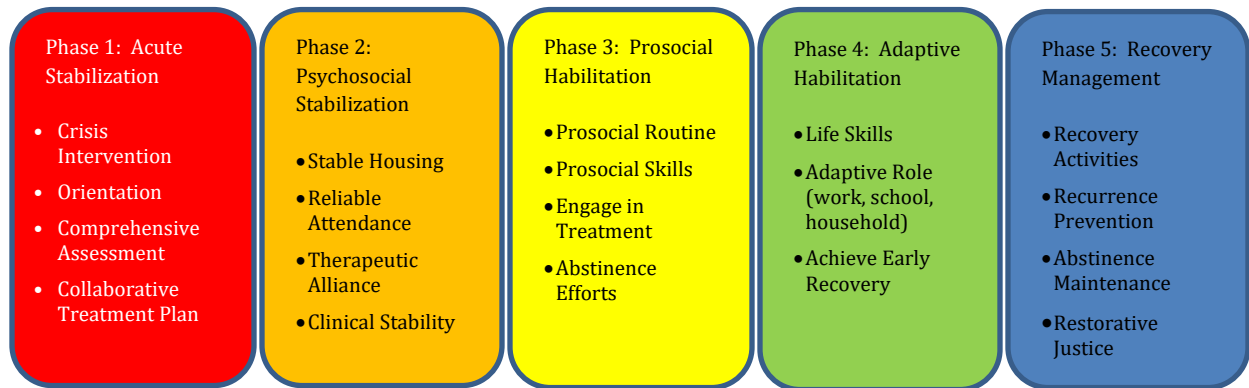 Phase 1:  Acute
Stabilization
• Crisis
Intervention
• Orientation
• Comprehensive
Assessment
• Collaborative
Treatment Plan
Phase 2:
Psychosocial
Stabilization
• Stable Housing
• Reliable
Attendance
• Therapeutic
Alliance
• Clinical Stability
Phase 3:  Prosocial
Habilitation
• Prosocial Routine
• Prosocial Skills
• Engage in
Treatment
• Abstinence
Efforts
Phase 4:  Adaptive
Habilitation
• Life Skills
• Adaptive Role
(work, school,
household)
• Achieve Early
Recovery
Phase 5:  Recovery
Management
• Recovery
Activities
• Recurrence
Prevention
• Abstinence
Maintenance
• Restorative
Justice